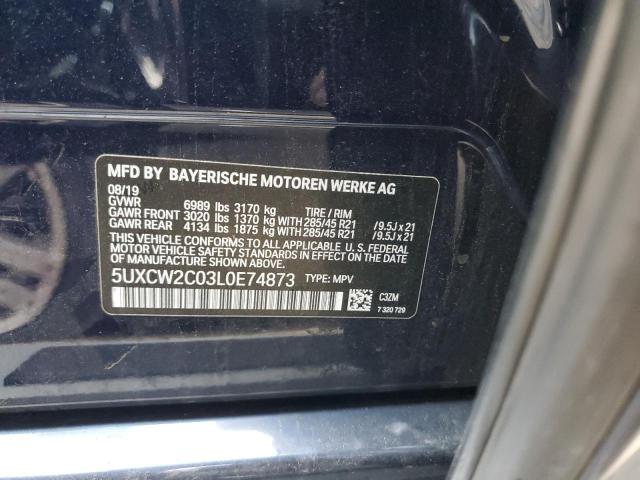 MFD BY BAYERISCHE MOTOREN WERKE AG
08/19
GVWR 6989 lbs 3170 kg TIRE / RIM
GAWR FRONT 3020 lbs 1370 kg WITH 285/45 R21 /9.5J x 21
GAWR REAR 4134 lbs 1875 kg WITH 285/45 R21 /9.5J x 21
THIS VEHICLE CONFORMS TO ALL APPLICABLE U.S. FEDERAL
MOTOR VEHICLE SAFETY STANDARDS IN EFFECT ON THE DATE
OF MANUFACTURE SHOWN ABOVE.
5UXCW2C03L0E74873 TYPE: MPV
C3ZM
7 320 729